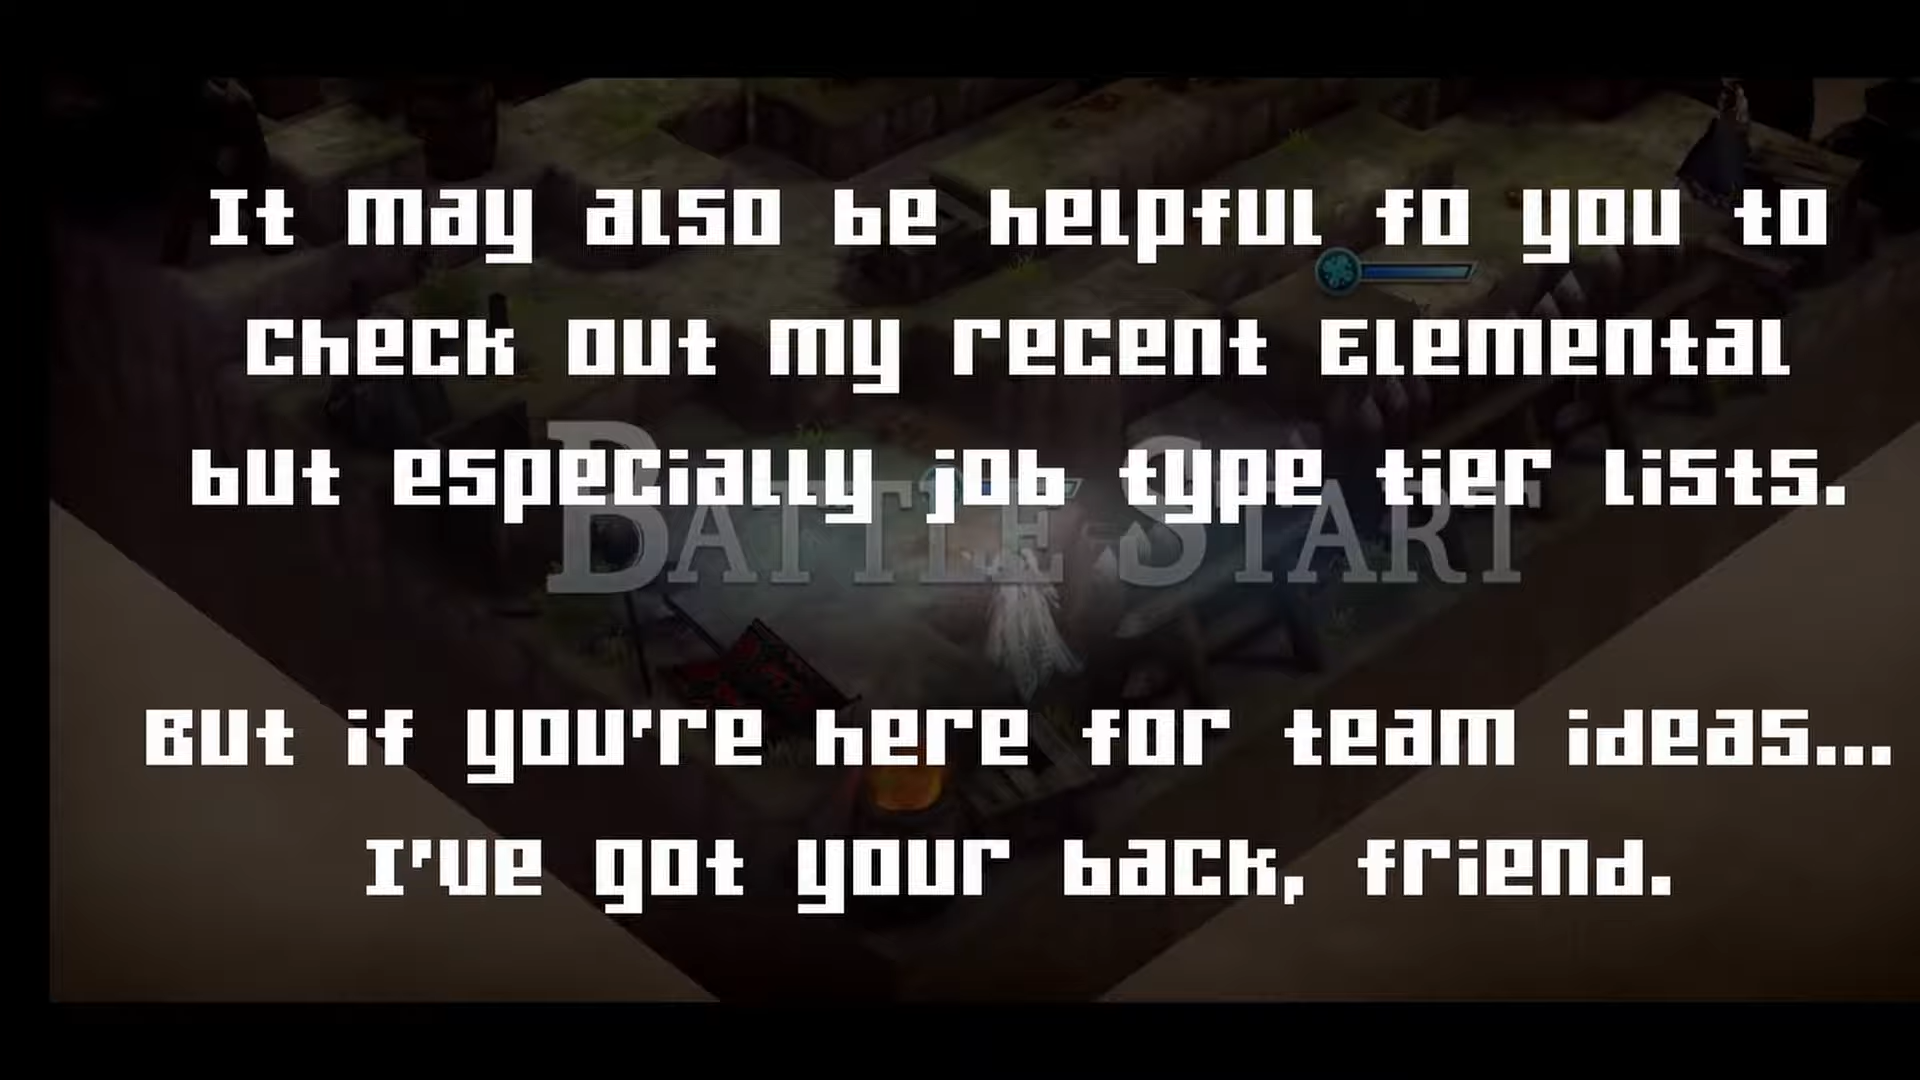 It may also be helpful fo you to
check out my recent Elemental
but especially job type tier lists.
BATTLE START
But if you're here for team ideas...
I've got your back, friend.